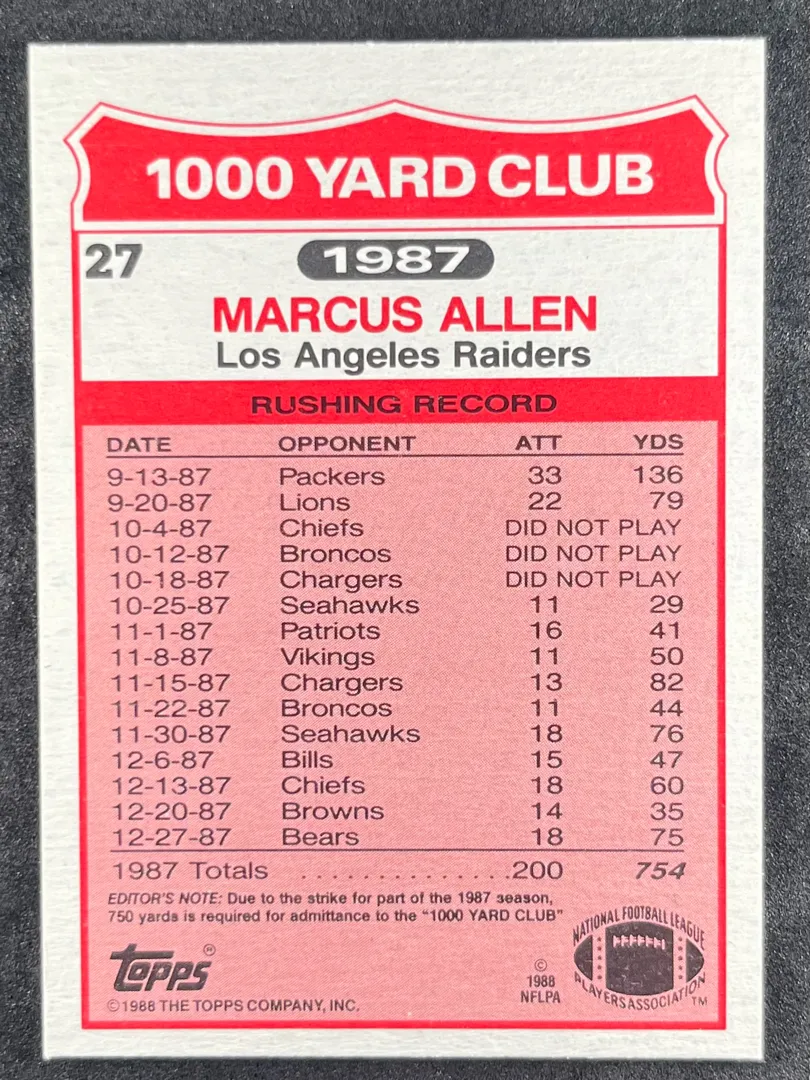 1000 YARD CLUB
27
1987
MARCUS ALLEN
Los Angeles Raiders
RUSHING RECORD
DATE OPPONENT ATT YDS
9-13-87 Packers 33 136
9-20-87 Lions 22 79
10-4-87 Chiefs DID NOT PLAY
10-12-87 Broncos DID NOT PLAY
10-18-87 Chargers DID NOT PLAY
10-25-87 Seahawks 11 29
11-1-87 Patriots 16 41
11-8-87 Vikings 11 50
11-15-87 Chargers 13 82
11-22-87 Broncos 11 44
11-30-87 Seahawks 18 76
12-6-87 Bills 15 47
12-13-87 Chiefs 18 60
12-20-87 Browns 14 35
12-27-87 Bears 18 75
1987 Totals ...............200 754
EDITOR'S NOTE: Due to the strike for part of the 1987 season,
750 yards is required for admittance to the "1000 YARD CLUB"
Topps®
©1988 THE TOPPS COMPANY, INC.
©
1988
NFLPA
NATIONAL FOOTBALL LEAGUE
PLAYERS ASSOCIATION ™